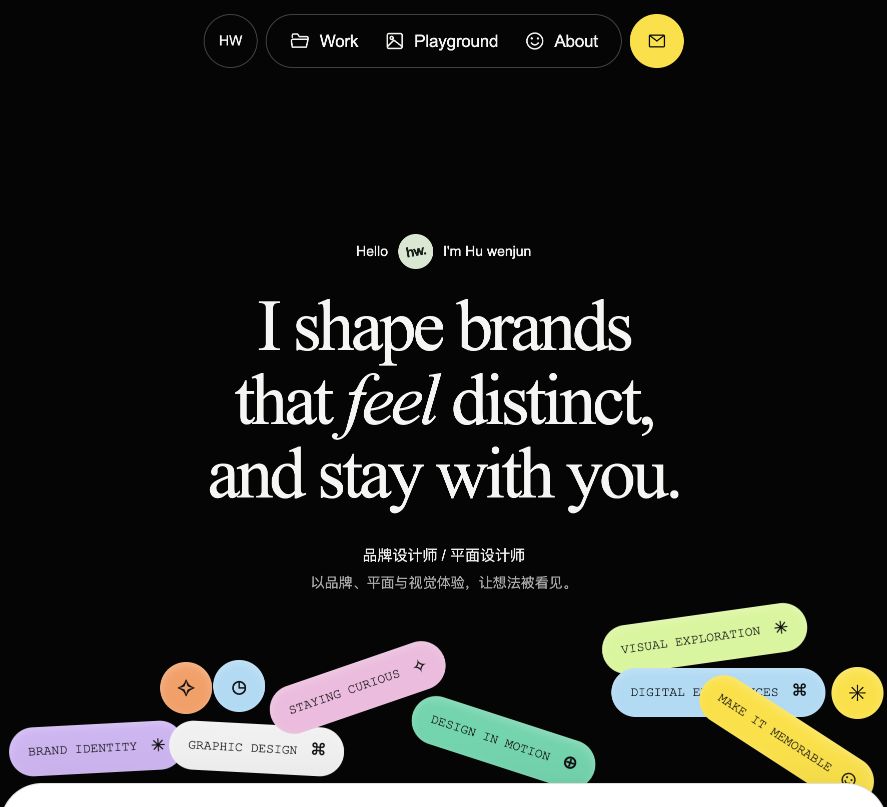 HW
Work
Playground
About
Hello
hw.
I'm Hu wenjun
I shape brands
that feel distinct,
and stay with you.
品牌设计师 / 平面设计师
以品牌、平面与视觉体验，让想法被看见。
VISUAL EXPLORATION
STAYING CURIOUS
DIGITAL
MAKE IT MEMORABLE
DESIGN IN MOTION
BRAND IDENTITY
GRAPHIC DESIGN